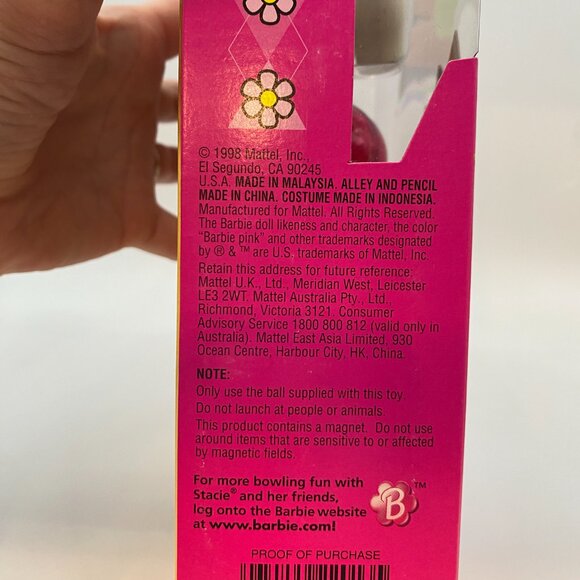 © 1998 Mattel, Inc.
El Segundo, CA 90245
U.S.A. MADE IN MALAYSIA. ALLEY AND PENCIL
MADE IN CHINA. COSTUME MADE IN INDONESIA.
Manufactured for Mattel. All Rights Reserved.
The Barbie doll likeness and character, the color
"Barbie pink" and other trademarks designated
by ® & ™ are U.S. trademarks of Mattel, Inc.
Retain this address for future reference:
Mattel U.K., Ltd., Meridian West, Leicester
LE3 2WT. Mattel Australia Pty., Ltd.,
Richmond, Victoria 3121. Consumer
Advisory Service 1800 800 812 (valid only in
Australia). Mattel East Asia Limited, 930
Ocean Centre, Harbour City, HK, China.
NOTE:
Only use the ball supplied with this toy.
Do not launch at people or animals.
This product contains a magnet. Do not use
around items that are sensitive to or affected
by magnetic fields.
For more bowling fun with
Stacie® and her friends,
log onto the Barbie website
at www.barbie.com!
B™
PROOF OF PURCHASE